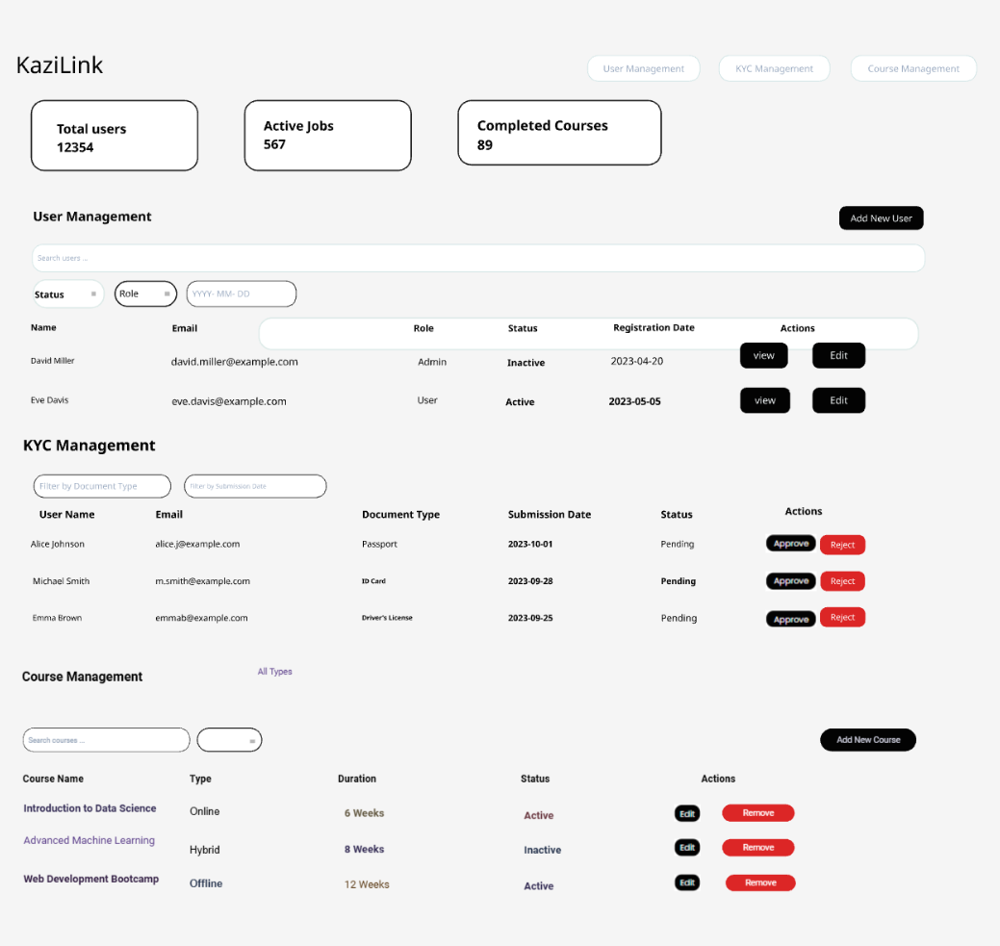 KaziLink
User Management KYC Management Course Management
Total users
12354
Active Jobs
567
Completed Courses
89
User Management
Add New User
Search users ...
Status Role YYYY- MM- DD
Name Email Role Status Registration Date Actions
David Miller david.miller@example.com Admin Inactive 2023-04-20 view Edit
Eve Davis eve.davis@example.com User Active 2023-05-05 view Edit
KYC Management
Filter by Document Type Filter by Submission Date
User Name Email Document Type Submission Date Status Actions
Alice Johnson alice.j@example.com Passport 2023-10-01 Pending Approve Reject
Michael Smith m.smith@example.com ID Card 2023-09-28 Pending Approve Reject
Emma Brown emmab@example.com Driver's License 2023-09-25 Pending Approve Reject
Course Management All Types
Search courses ... Add New Course
Course Name Type Duration Status Actions
Introduction to Data Science Online 6 Weeks Active Edit Remove
Advanced Machine Learning Hybrid 8 Weeks Inactive Edit Remove
Web Development Bootcamp Offline 12 Weeks Active Edit Remove